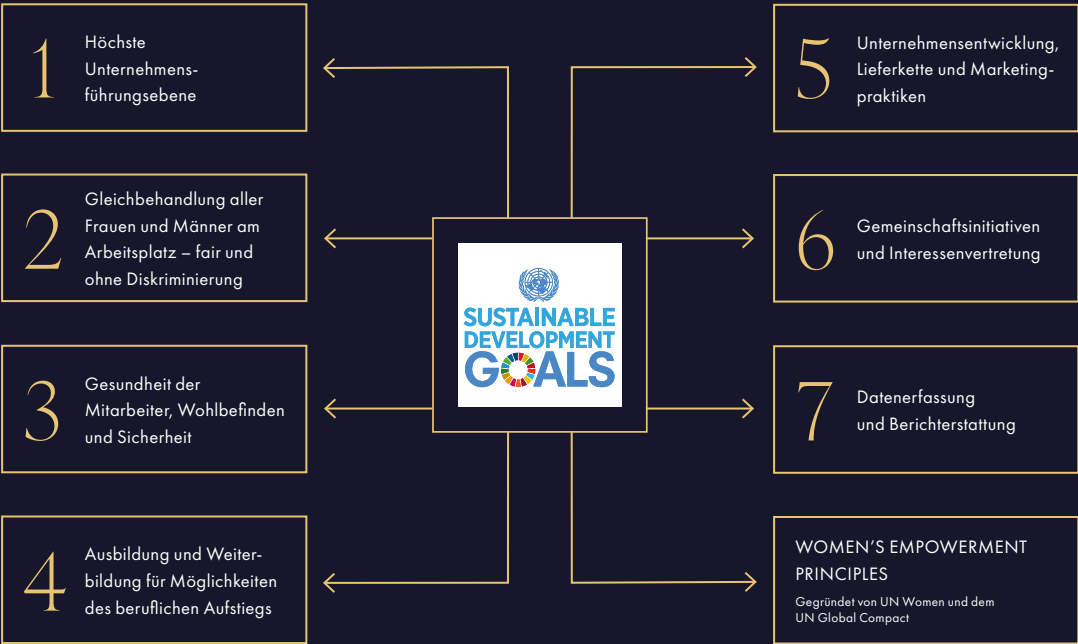 1
Höchste
Unternehmens-
führungsebene
2
Gleichbehandlung aller
Frauen und Männer am
Arbeitsplatz – fair und
ohne Diskriminierung
3
Gesundheit der
Mitarbeiter, Wohlbefinden
und Sicherheit
4
Ausbildung und Weiter-
bildung für Möglichkeiten
des beruflichen Aufstiegs
SUSTAINABLE
DEVELOPMENT
GOALS
5
Unternehmensentwicklung,
Lieferkette und Marketing-
praktiken
6
Gemeinschaftsinitiativen
und Interessenvertretung
7
Datenerfassung
und Berichterstattung
WOMEN’S EMPOWERMENT
PRINCIPLES
Gegründet von UN Women und dem
UN Global Compact